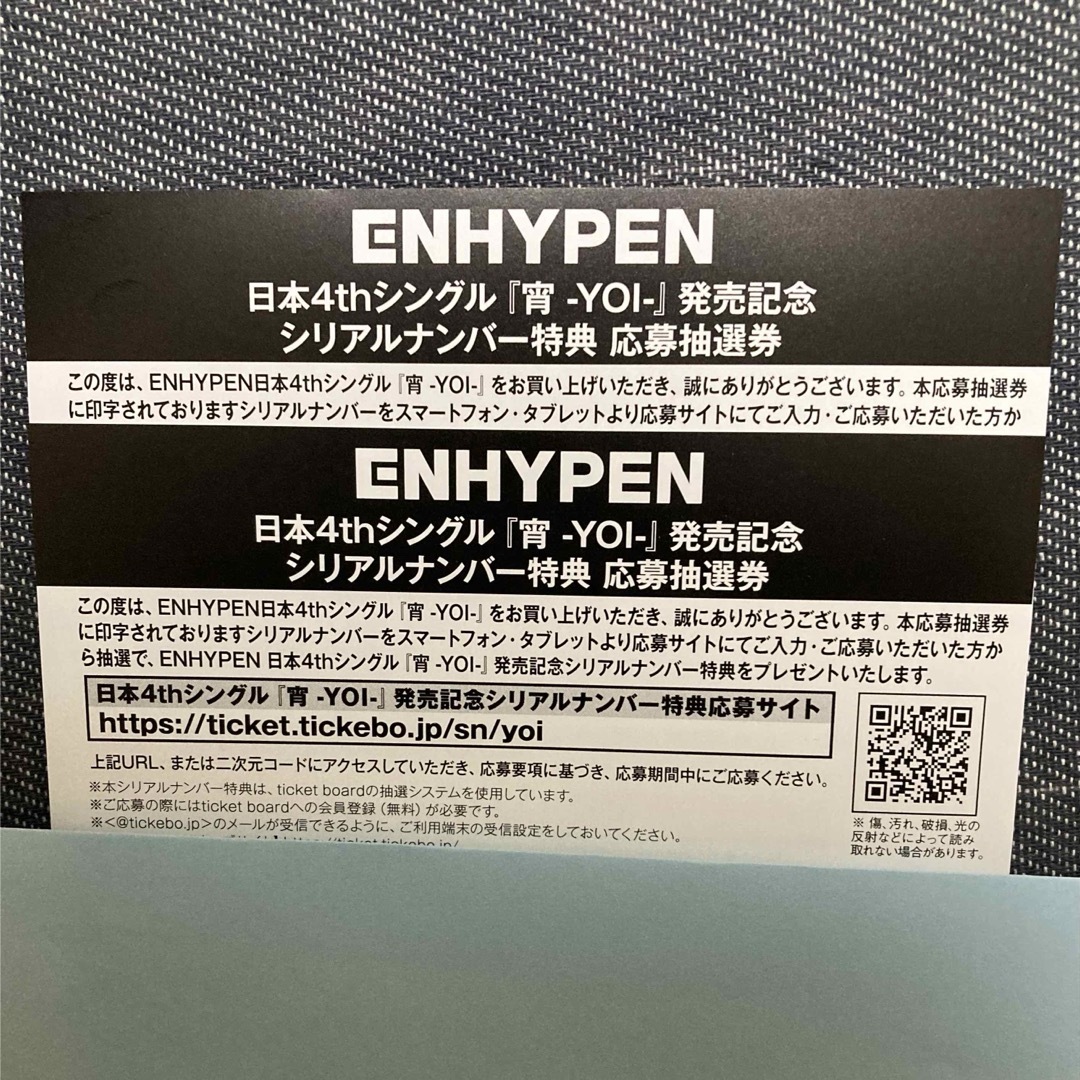 ENHYPEN
日本4thシングル『宵 -YOI-』発売記念
シリアルナンバー特典 応募抽選券
この度は、ENHYPEN日本4thシングル『宵 -YOI-』をお買い上げいただき、誠にありがとうございます。本応募抽選券
に印字されておりますシリアルナンバーをスマートフォン・タブレットより応募サイトにてご入力・ご応募いただいた方か
ENHYPEN
日本4thシングル『宵 -YOI-』発売記念
シリアルナンバー特典 応募抽選券
この度は、ENHYPEN日本4thシングル『宵 -YOI-』をお買い上げいただき、誠にありがとうございます。本応募抽選券
に印字されておりますシリアルナンバーをスマートフォン・タブレットより応募サイトにてご入力・ご応募いただいた方か
ら抽選で、ENHYPEN 日本4thシングル『宵 -YOI-』発売記念シリアルナンバー特典をプレゼントいたします。
日本4thシングル『宵 -YOI-』発売記念シリアルナンバー特典応募サイト
https://ticket.tickebo.jp/sn/yoi
上記URL、または二次元コードにアクセスしていただき、応募要項に基づき、応募期間中にご応募ください。
※本シリアルナンバー特典は、ticket boardの抽選システムを使用しています。
※ご応募の際にはticket boardへの会員登録（無料）が必要です。
※<@tickebo.jp>のメールが受信できるように、ご利用端末の受信設定をしておいてください。
※ 傷、汚れ、破損、光の
反射などによって読み
取れない場合があります。